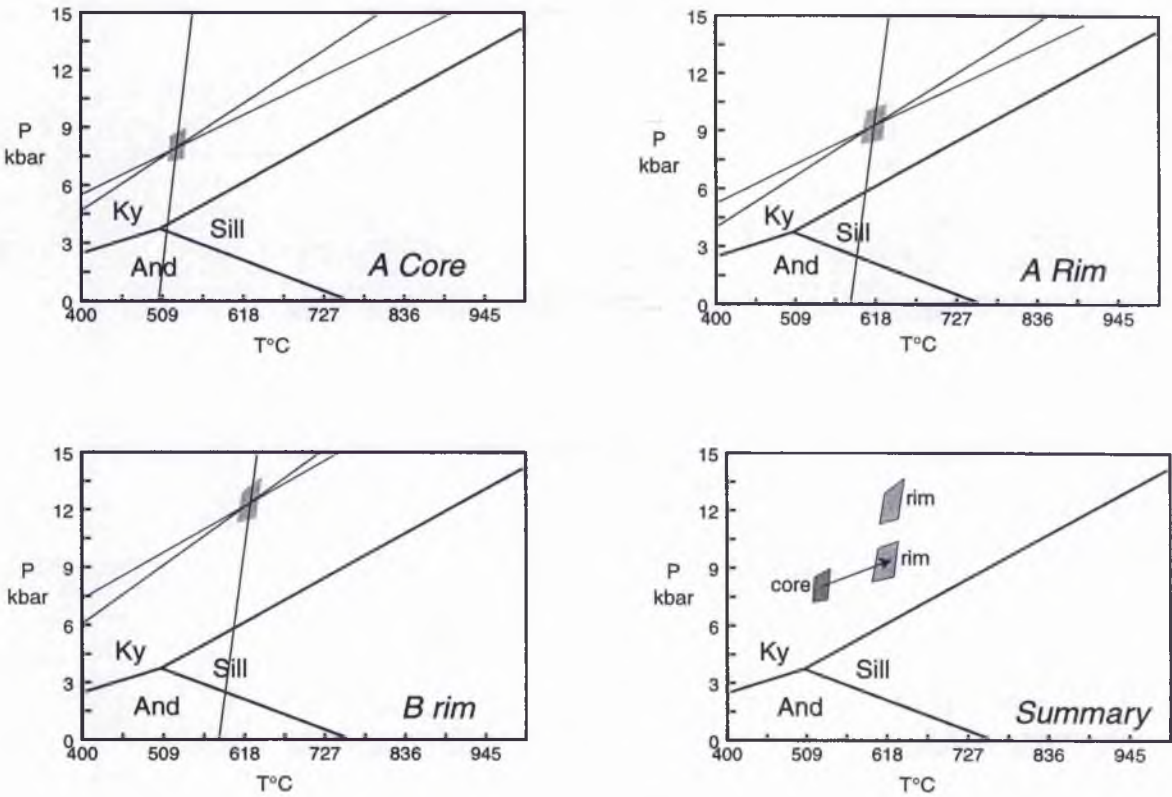 15
12
P 9
kbar
6
Ky
Sill
3
And
A Core
0
400 509 618 727 836 945
T°C
15
12
P 9
kbar
6
Ky
Sill
3
And
A Rim
0
400 509 618 727 836 945
T°C
15
12
P 9
kbar
6
Ky
Sill
3
And
B rim
0
400 509 618 727 836 945
T°C
15
rim
12
P 9
rim
core
kbar
6
Ky
Sill
3
And
Summary
0
400 509 618 727 836 945
T°C